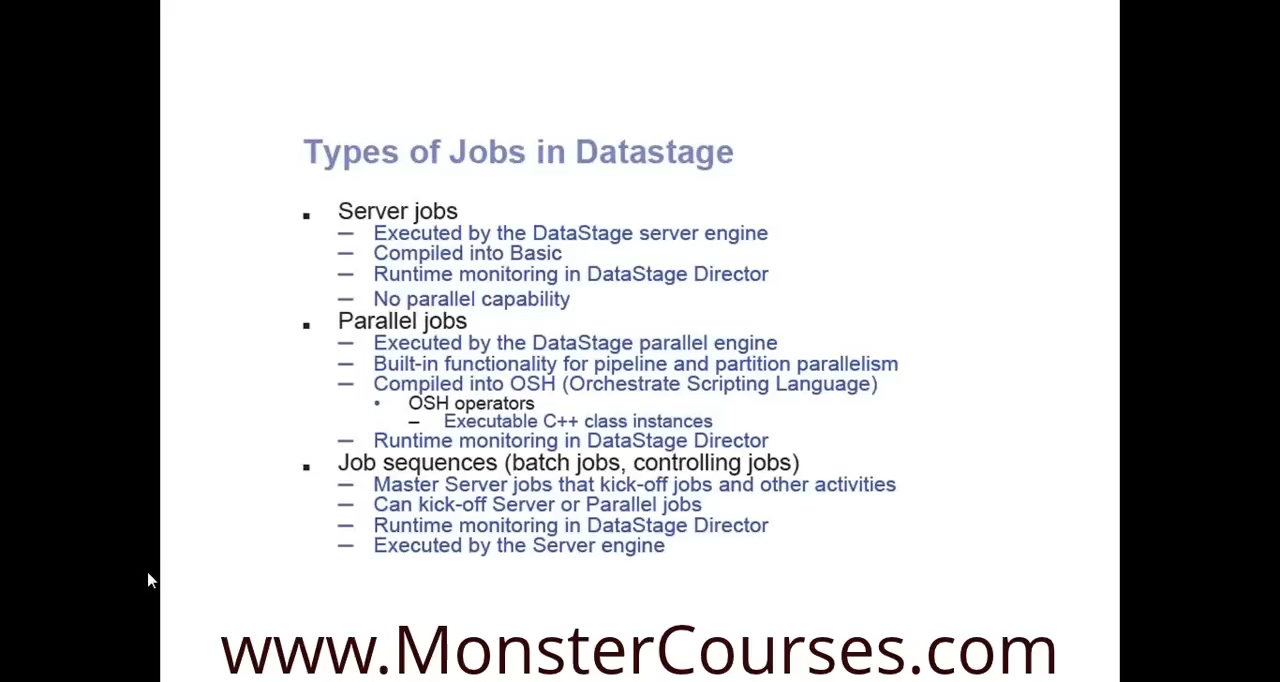 Types of Jobs in Datastage
▪ Server jobs
– Executed by the DataStage server engine
– Compiled into Basic
– Runtime monitoring in DataStage Director
– No parallel capability
▪ Parallel jobs
– Executed by the DataStage parallel engine
– Built-in functionality for pipeline and partition parallelism
– Compiled into OSH (Orchestrate Scripting Language)
• OSH operators
– Executable C++ class instances
– Runtime monitoring in DataStage Director
▪ Job sequences (batch jobs, controlling jobs)
– Master Server jobs that kick-off jobs and other activities
– Can kick-off Server or Parallel jobs
– Runtime monitoring in DataStage Director
– Executed by the Server engine
www.MonsterCourses.com